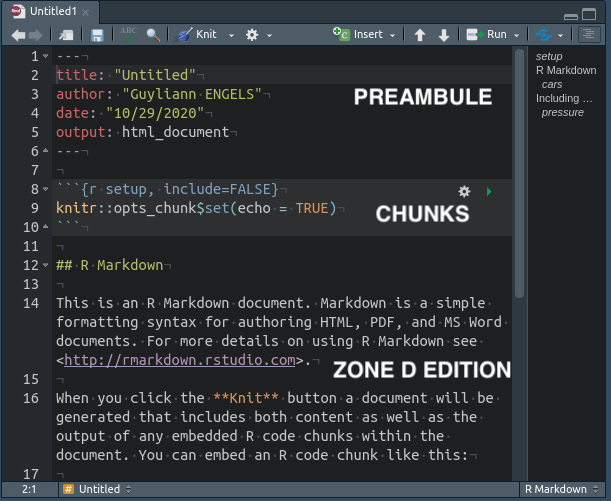 Untitled1 ×
ABC Knit Insert Run
1 ---
2 title: "Untitled"
3 author: "Guyliann ENGELS"
4 date: "10/29/2020"
5 output: html_document
6 ---
PREAMBULE
7
8 ```{r setup, include=FALSE}
9 knitr::opts_chunk$set(echo = TRUE)
10 ```
CHUNKS
11
12 ## R Markdown
13
14 This is an R Markdown document. Markdown is a simple
formatting syntax for authoring HTML, PDF, and MS Word
documents. For more details on using R Markdown see
<http://rmarkdown.rstudio.com>.
ZONE D EDITION
15
16 When you click the **Knit** button a document will be
generated that includes both content as well as the
output of any embedded R code chunks within the
document. You can embed an R code chunk like this:
17
setup
R Markdown
cars
Including ...
pressure
2:1 # Untitled R Markdown